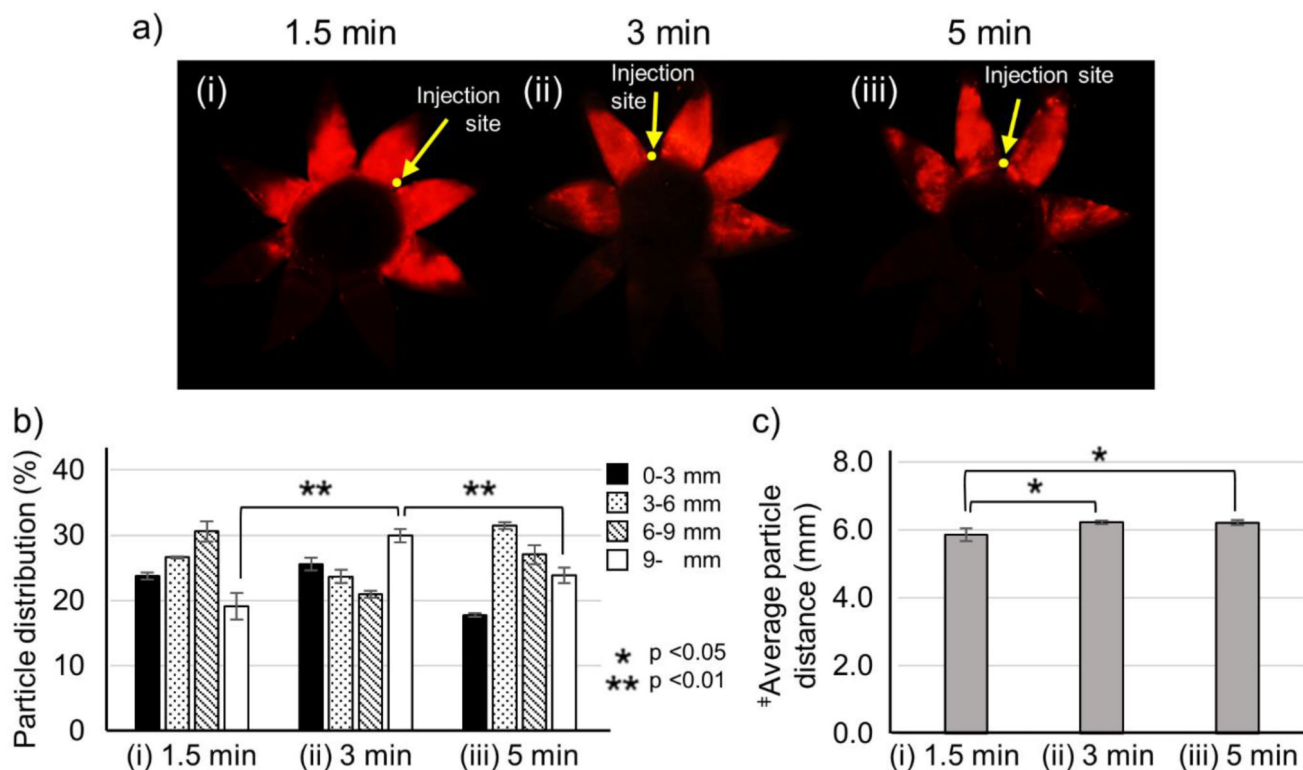 a)
1.5 min
3 min
5 min
(i)
Injection
site
(ii)
Injection
site
(iii)
Injection site
b)
Particle distribution (%)
40
30
20
10
0
**
**
0-3 mm
3-6 mm
6-9 mm
9- mm
* p <0.05
** p <0.01
(i) 1.5 min
(ii) 3 min
(iii) 5 min
c)
ǂAverage particle
distance (mm)
8.0
6.0
4.0
2.0
0.0
*
*
(i) 1.5 min
(ii) 3 min
(iii) 5 min